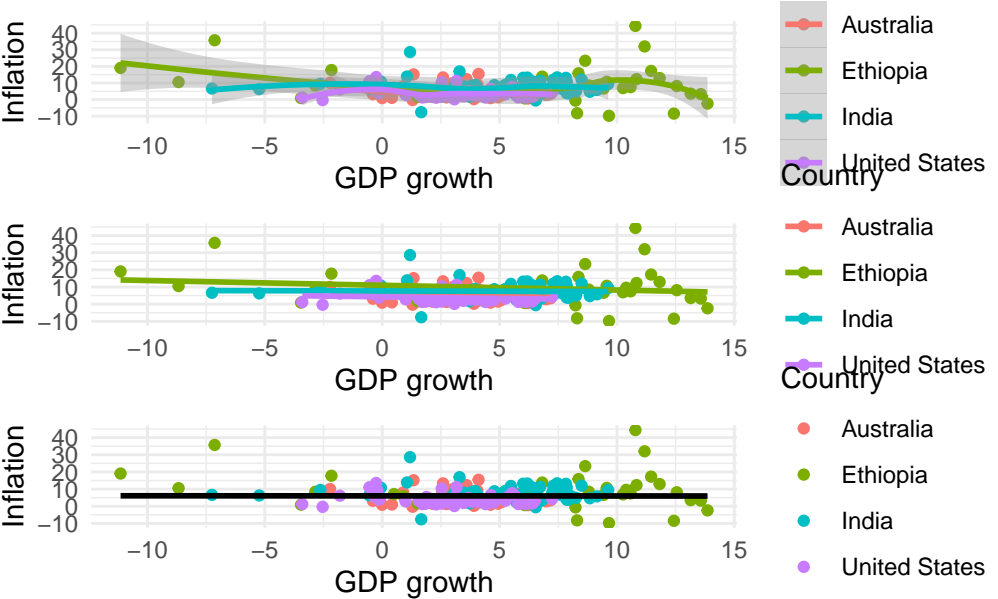 40
30
20
10
0
−10
Inflation
−10 −5 0 5 10 15
GDP growth
Australia
Ethiopia
India
United States
Country
40
30
20
10
0
−10
Inflation
−10 −5 0 5 10 15
GDP growth
Australia
Ethiopia
India
United States
Country
40
30
20
10
0
−10
Inflation
−10 −5 0 5 10 15
GDP growth
Australia
Ethiopia
India
United States